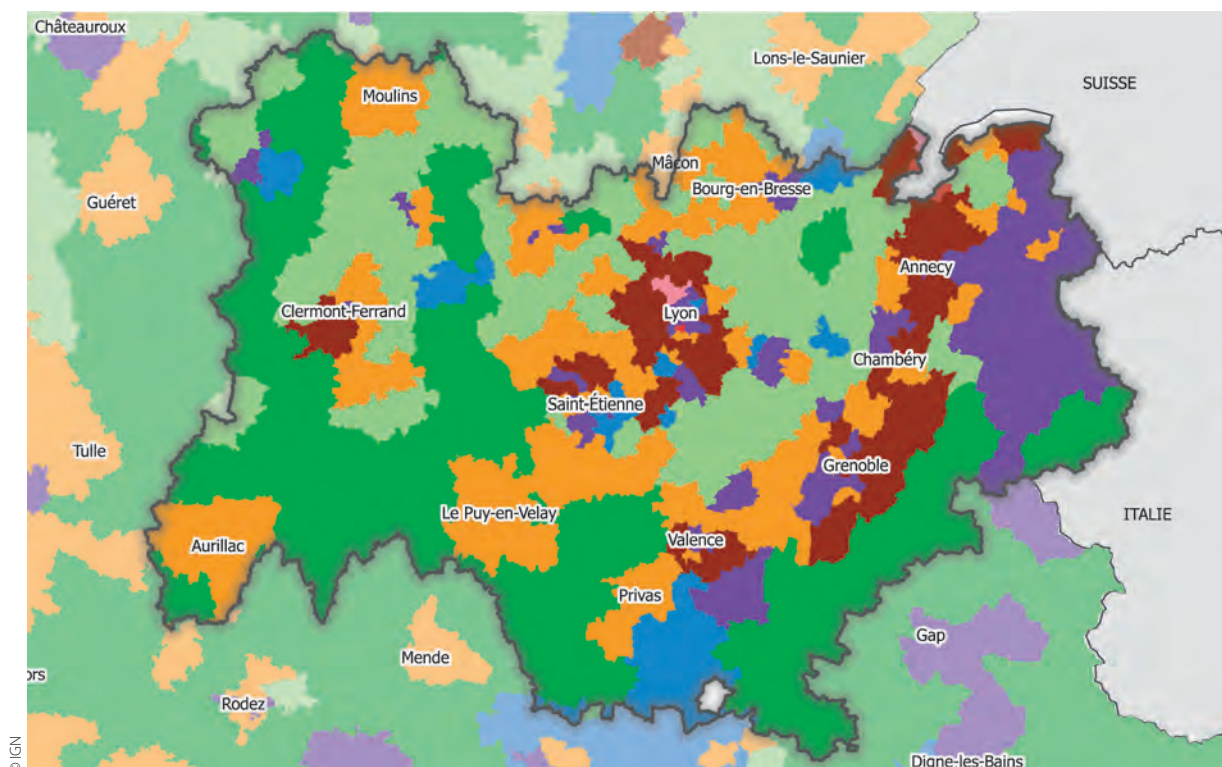 Châteauroux
Lons-le-Saunier
SUISSE
Moulins
Mâcon
Bourg-en-Bresse
Guéret
Annecy
Clermont-Ferrand
Lyon
Chambéry
Saint-Étienne
Tulle
Grenoble
Le Puy-en-Velay
ITALIE
Valence
Aurillac
Privas
Gap
Mende
ors
Rodez
Digne-les-Bains
© IGN